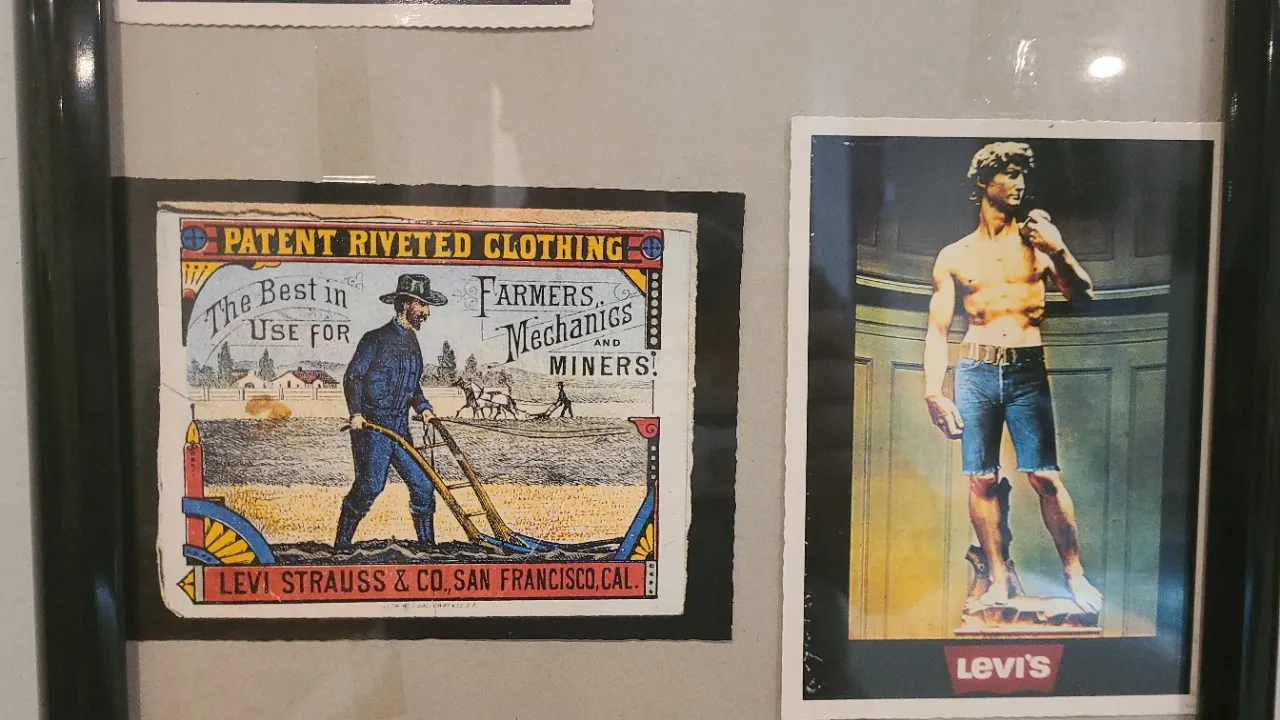 PATENT RIVETED CLOTHING
The Best in
USE FOR
FARMERS,
Mechanics
AND
MINERS!
LEVI STRAUSS & CO., SAN FRANCISCO, CAL.
LEVI'S